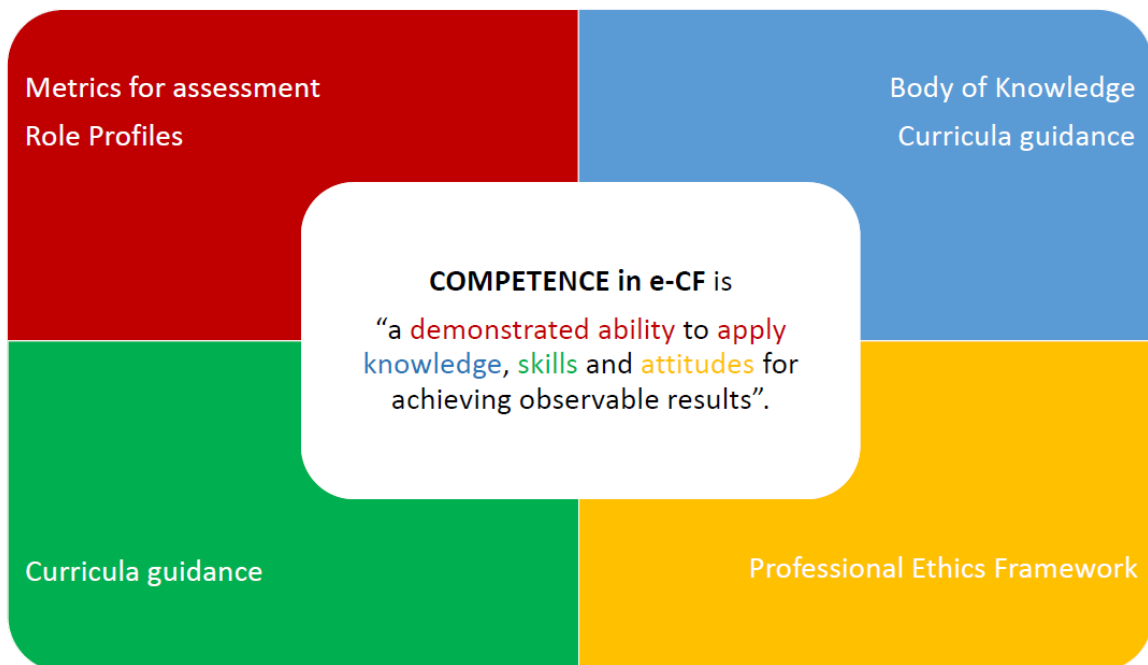 Metrics for assessment
Role Profiles
Body of Knowledge
Curricula guidance
COMPETENCE in e-CF is
“a demonstrated ability to apply
knowledge, skills and attitudes for
achieving observable results”.
Curricula guidance
Professional Ethics Framework